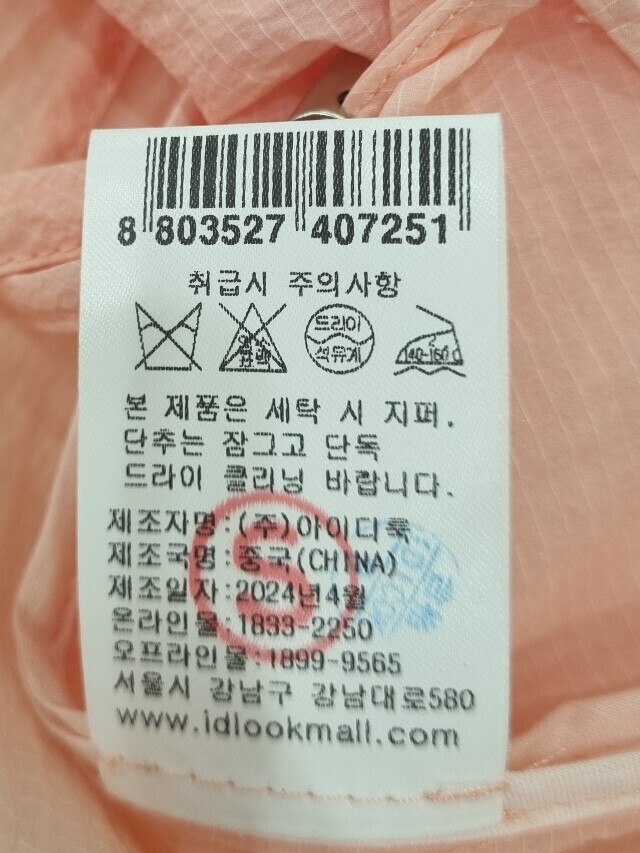 8 803527 407251
취급시 주의사항
염소 표백
드라이
석유계
140-160℃
본 제품은 세탁 시 지퍼.
단추는 잠그고 단독
드라이 클리닝 바랍니다.
제조자명:(주)아이디룩
제조국명:중국(CHINA)
제조일자:2024년4월
온라인몰:1833-2250
오프라인몰:1899-9565
서울시 강남구 강남대로580
www.idlookmall.com